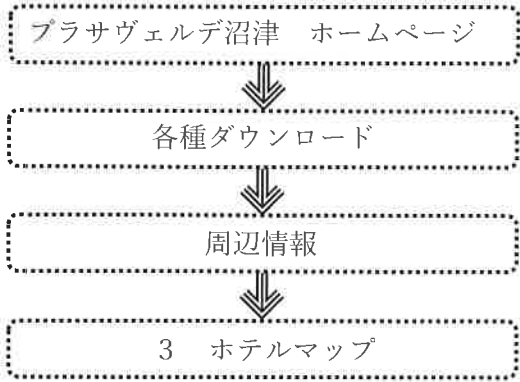 プラサヴェルデ沼津　ホームページ
各種ダウンロード
周辺情報
３　ホテルマップ